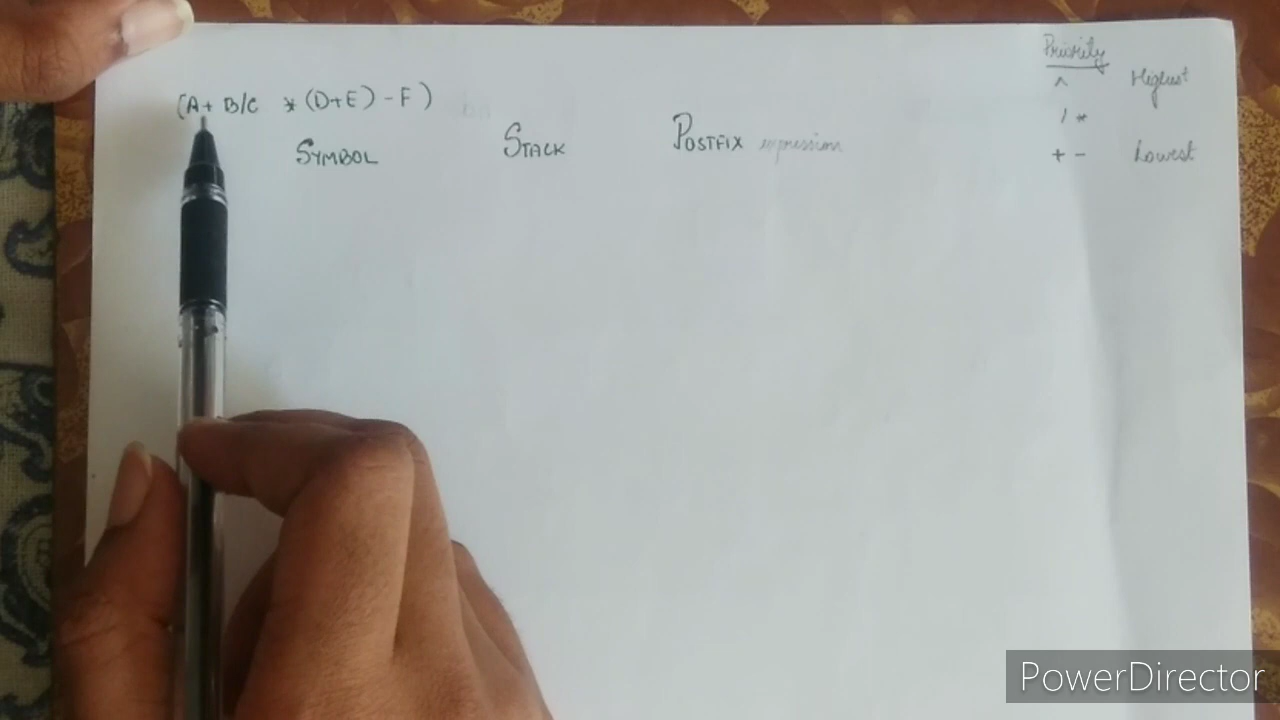 (A+ B/C * (D+E) - F)
SYMBOL STACK POSTFIX expression
Priority
^ Highest
/ *
+ - Lowest
PowerDirector